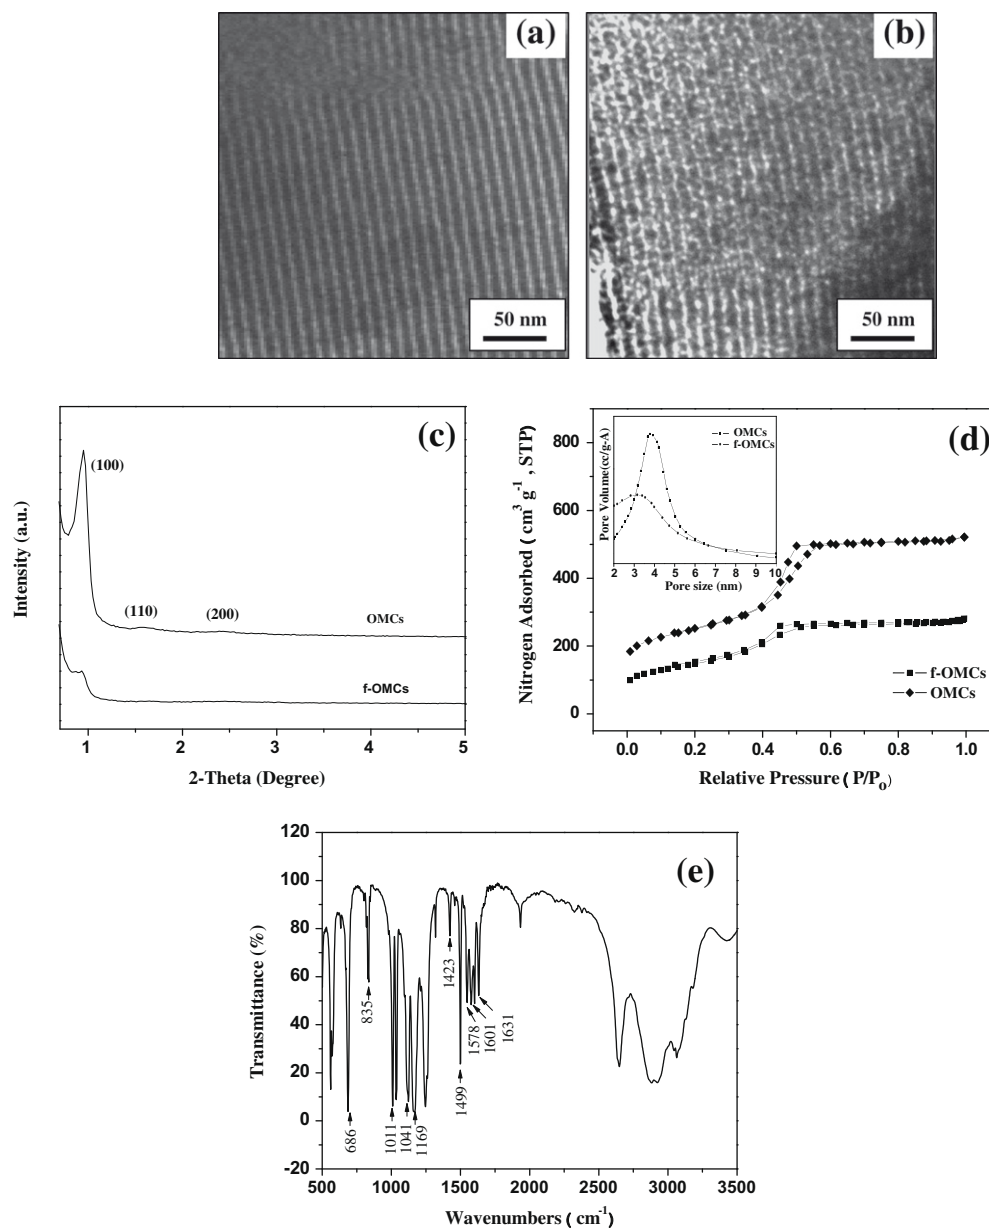 (a)
(b)
50 nm
50 nm
(c)
(100)
(110)
(200)
OMCs
f-OMCs
Intensity (a.u.)
1 2 3 4 5
2-Theta (Degree)
(d)
OMCs
f-OMCs
Pore Volume(cc/g-A)
2 3 4 5 6 7 8 9 10
Pore size (nm)
Nitrogen Adsorbed ( cm³ g⁻¹ , STP)
800
600
400
200
0
f-OMCs
OMCs
0.0 0.2 0.4 0.6 0.8 1.0
Relative Pressure ( P/Pₒ)
(e)
Transmittance (%)
120
100
80
60
40
20
0
-20
686
835
1011
1041
1169
1423
1499
1578
1601
1631
500 1000 1500 2000 2500 3000 3500
Wavenumbers ( cm⁻¹)